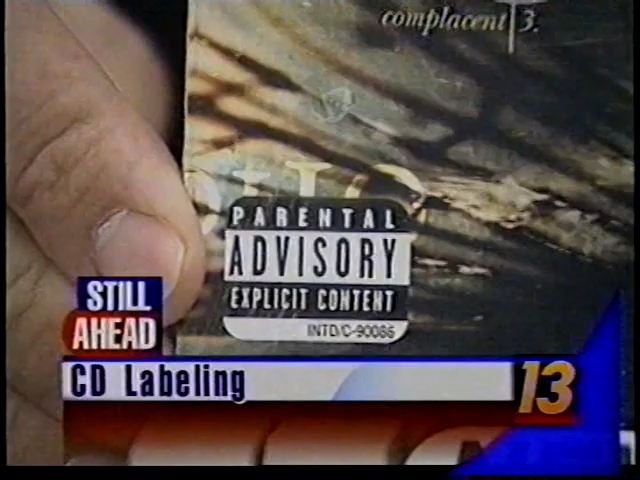 complacent 3.
PARENTAL
ADVISORY
EXPLICIT CONTENT
INTD/C-90086
STILL
AHEAD
CD Labeling
13